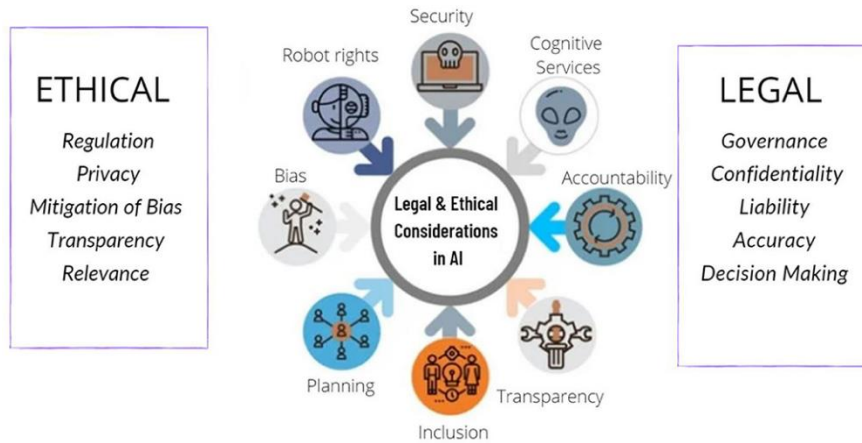 ETHICAL
Regulation
Privacy
Mitigation of Bias
Transparency
Relevance
Security
Robot rights
Cognitive
Services
Bias
Accountability
Legal & Ethical
Considerations
in AI
Planning
Inclusion
Transparency
LEGAL
Governance
Confidentiality
Liability
Accuracy
Decision Making